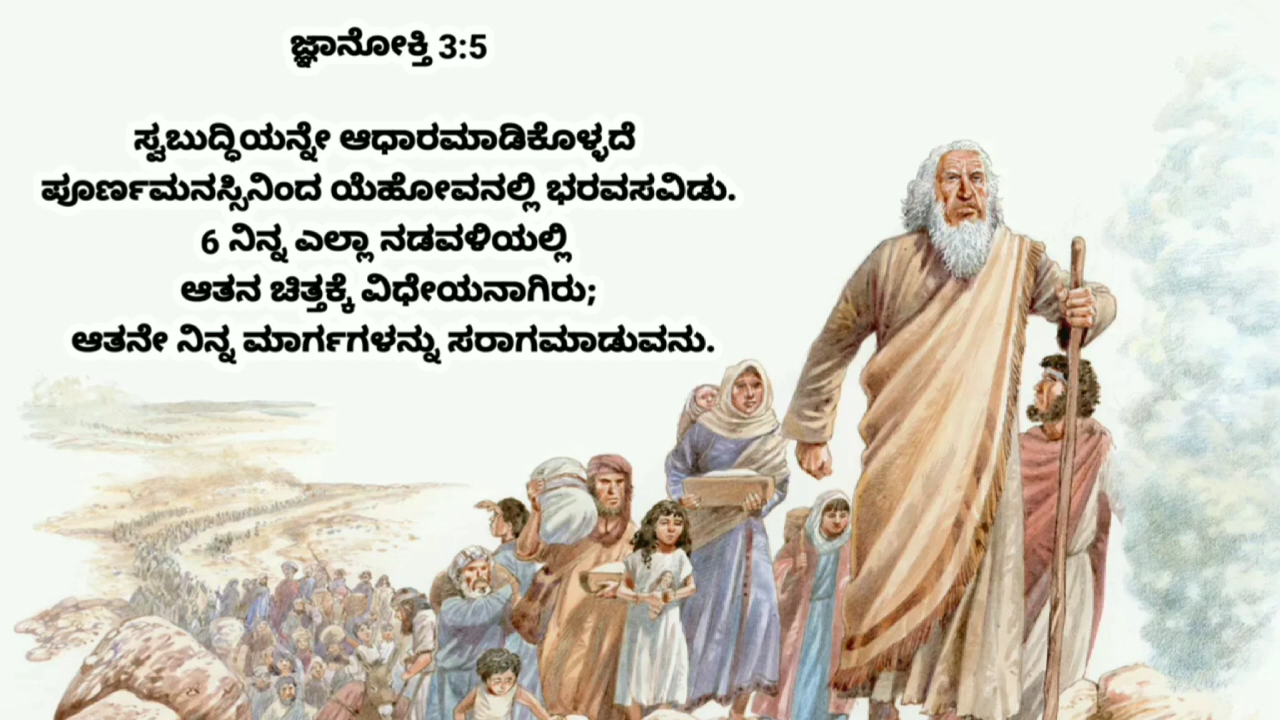 ಜ್ಞಾನೋಕ್ತಿ 3:5
ಸ್ವಬುದ್ಧಿಯನ್ನೇ ಆಧಾರಮಾಡಿಕೊಳ್ಳದೆ
ಪೂರ್ಣಮನಸ್ಸಿನಿಂದ ಯೆಹೋವನಲ್ಲಿ ಭರವಸವಿಡು.
6 ನಿನ್ನ ಎಲ್ಲಾ ನಡವಳಿಯಲ್ಲಿ
ಆತನ ಚಿತ್ತಕ್ಕೆ ವಿಧೇಯನಾಗಿರು;
ಆತನೇ ನಿನ್ನ ಮಾರ್ಗಗಳನ್ನು ಸರಾಗಮಾಡುವನು.